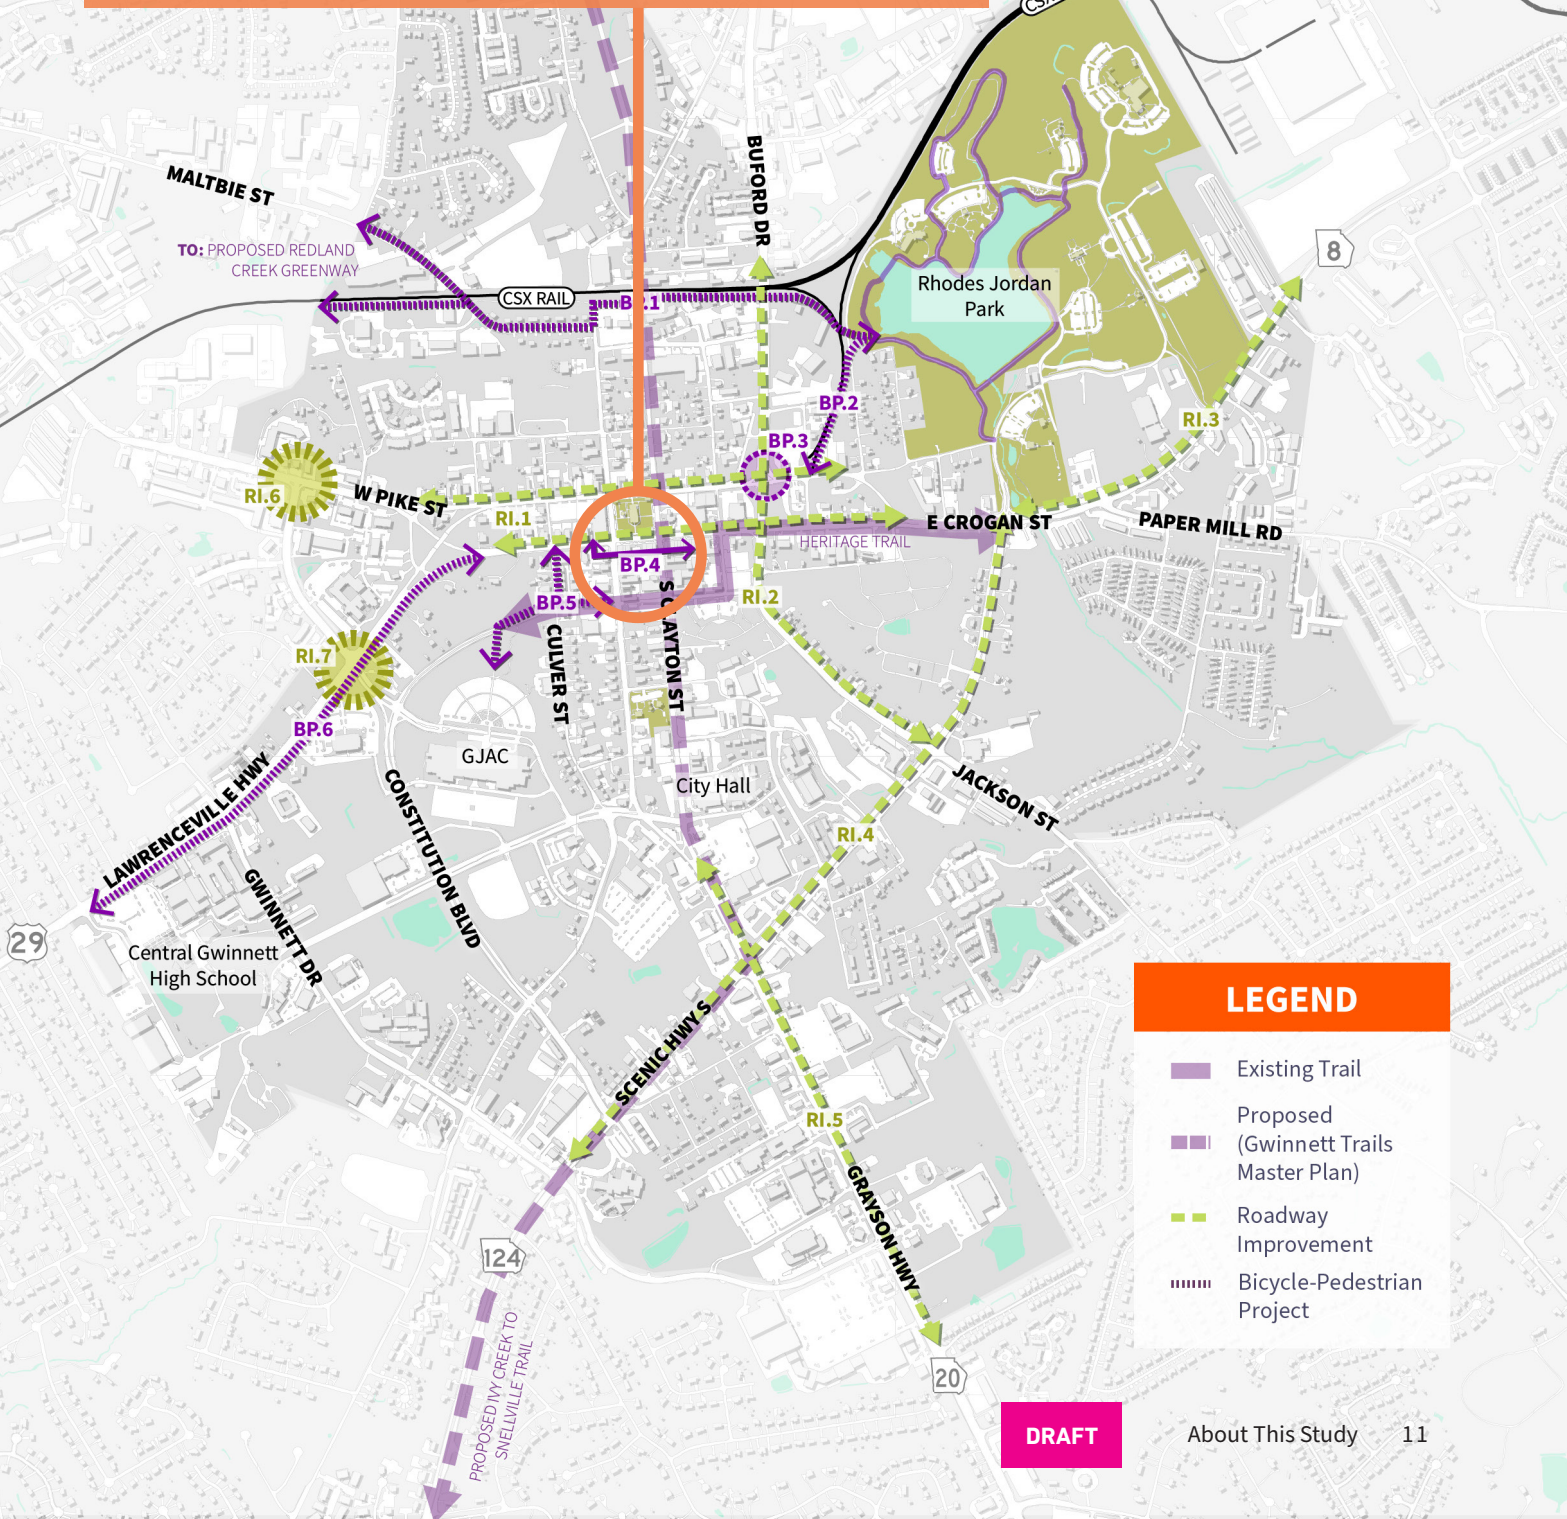 CSX
BUFORD DR
MALTBIE ST
TO: PROPOSED REDLAND
CREEK GREENWAY
8
CSX RAIL
BP.1
Rhodes Jordan
Park
BP.2
RI.3
BP.3
RI.6
W PIKE ST
RI.1
E CROGAN ST
PAPER MILL RD
HERITAGE TRAIL
BP.4
BP.5
RI.2
S CLAYTON ST
CULVER ST
RI.7
BP.6
GJAC
City Hall
LAWRENCEVILLE HWY
CONSTITUTION BLVD
JACKSON ST
RI.4
GWINNETT DR
29
Central Gwinnett
High School
SCENIC HWY S
RI.5
GRAYSON HWY
124
PROPOSED IVY CREEK TO
SNELLVILLE TRAIL
20
LEGEND
Existing Trail
Proposed
(Gwinnett Trails
Master Plan)
Roadway
Improvement
Bicycle-Pedestrian
Project
DRAFT
About This Study 11